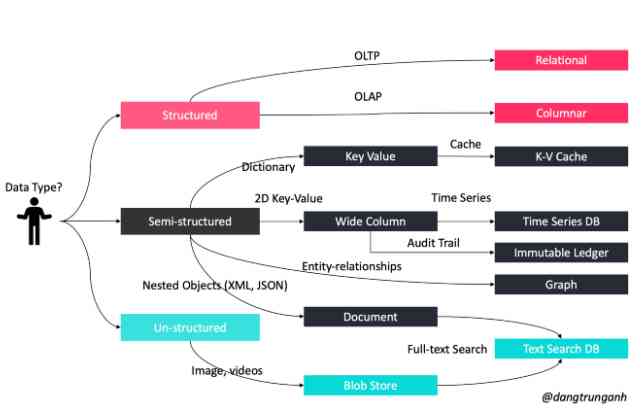 OLTP
Relational
OLAP
Structured
Columnar
Cache
Dictionary
Key Value
K-V Cache
Data Type?
2D Key-Value
Time Series
Semi-structured
Wide Column
Time Series DB
Audit Trail
Immutable Ledger
Entity-relationships
Nested Objects (XML, JSON)
Graph
Un-structured
Document
Full-text Search
Text Search DB
Image, videos
Blob Store
@dangtrunganh